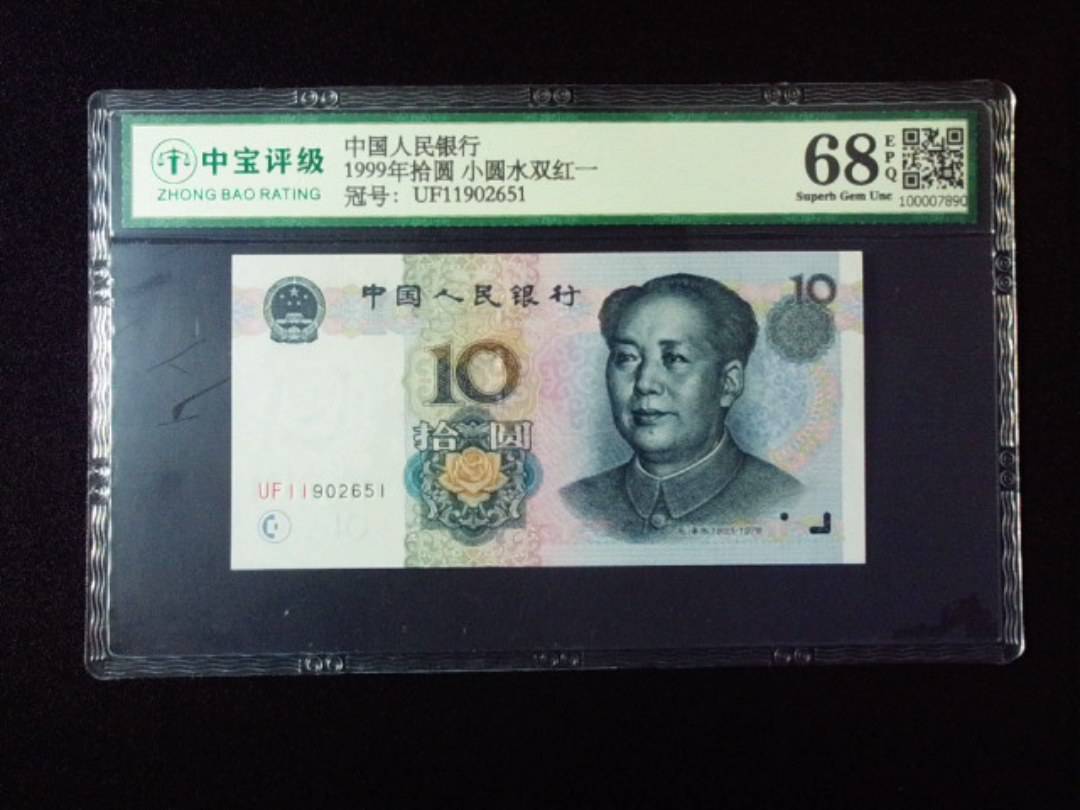 中宝评级
ZHONG BAO RATING
中国人民银行
1999年拾圆 小圆水双红一
冠号: UF11902651
68
EPQ
Superb Gem Unc
100007890
中国人民银行
10
10
拾圆
UF11902651